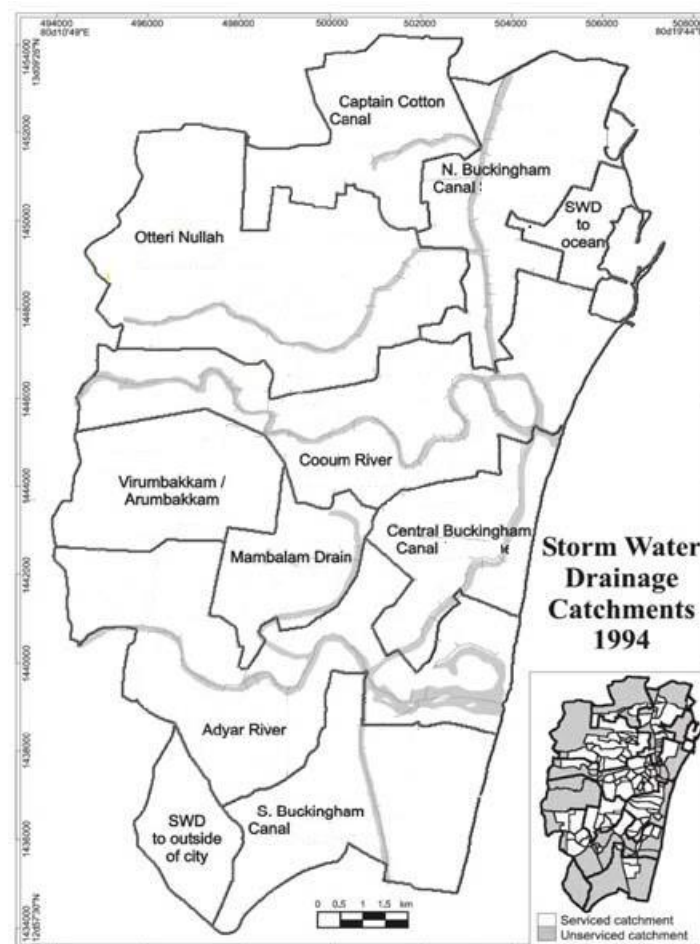 494000 496000 498000 500000 502000 504000 506000 508000
80d10'49"E 80d19'44"E
1454000
13d09'25"N
1452000
1450000
1448000
1446000
1444000
1442000
1440000
1438000
1436000
1434000
12d57'30"N
Captain Cotton
Canal
N. Buckingham
Canal
SWD
to
ocean
Otteri Nullah
Cooum River
Virumbakkam /
Arumbakkam
Mambalam Drain
Central Buckingham
Canal
Adyar River
SWD
to outside
of city
S. Buckingham
Canal
Storm Water
Drainage
Catchments
1994
0 0.5 1 1.5 km
Serviced catchment
Unserviced catchment